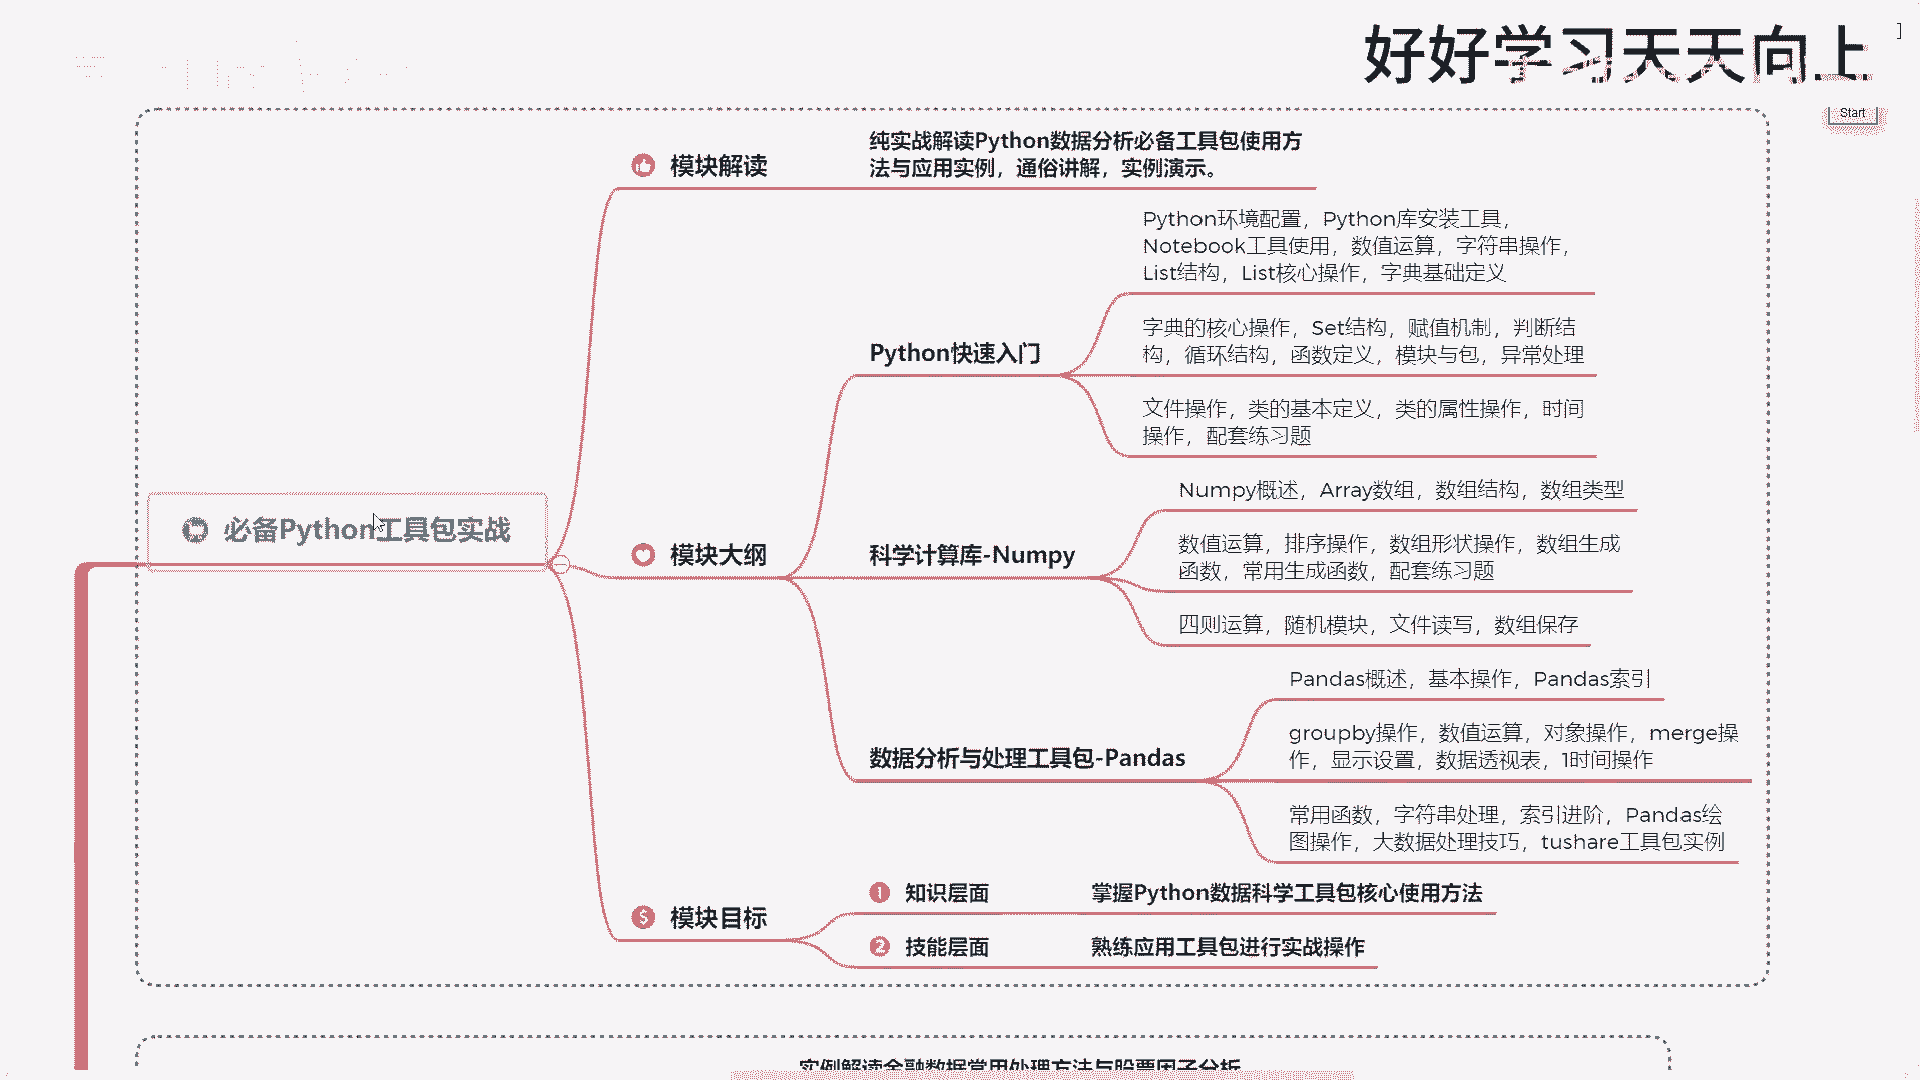 好好学习天天向上
Start
模块解读
纯实战解读Python数据分析必备工具包使用方
法与应用实例，通俗讲解，实例演示。
Python环境配置，Python库安装工具，
Notebook工具使用，数值运算，字符串操作，
List结构，List核心操作，字典基础定义
Python快速入门
字典的核心操作，Set结构，赋值机制，判断结
构，循环结构，函数定义，模块与包，异常处理
文件操作，类的基本定义，类的属性操作，时间
操作，配套练习题
必备Python工具包实战
模块大纲
科学计算库-Numpy
Numpy概述，Array数组，数组结构，数组类型
数值运算，排序操作，数组形状操作，数组生成
函数，常用生成函数，配套练习题
四则运算，随机模块，文件读写，数组保存
数据分析与处理工具包-Pandas
Pandas概述，基本操作，Pandas索引
groupby操作，数值运算，对象操作，merge操
作，显示设置，数据透视表，1时间操作
常用函数，字符串处理，索引进阶，Pandas绘
图操作，大数据处理技巧，tushare工具包实例
模块目标
1 知识层面
掌握Python数据科学工具包核心使用方法
2 技能层面
熟练应用工具包进行实战操作
实例解读金融数据常用处理方法与股票因子分析